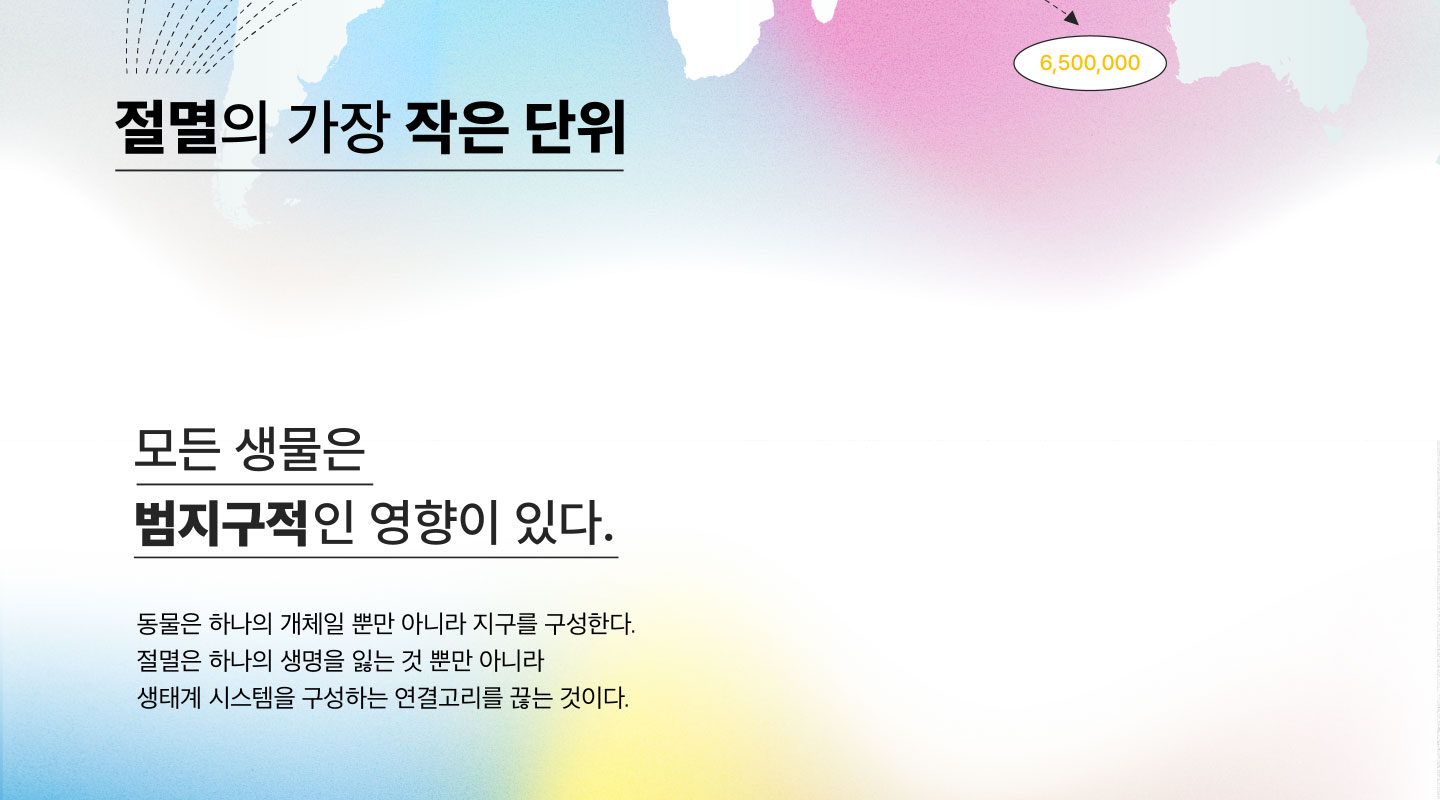 6,500,000
절멸의 가장 작은 단위
모든 생물은
범지구적인 영향이 있다.
동물은 하나의 개체일 뿐만 아니라 지구를 구성한다.
절멸은 하나의 생명을 잃는 것 뿐만 아니라
생태계 시스템을 구성하는 연결고리를 끊는 것이다.